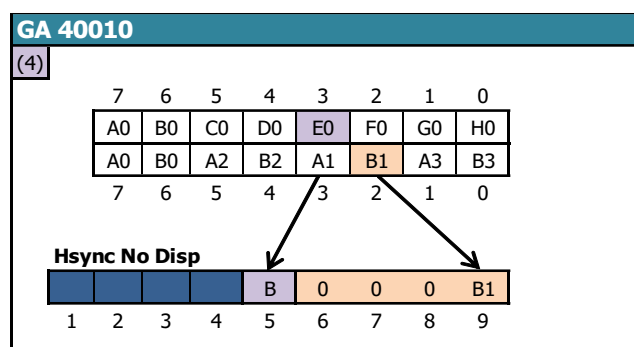 GA 40010
(4)
7 6 5 4 3 2 1 0
A0 B0 C0 D0 E0 F0 G0 H0
A0 B0 A2 B2 A1 B1 A3 B3
7 6 5 4 3 2 1 0
Hsync No Disp
B 0 0 0 B1
1 2 3 4 5 6 7 8 9